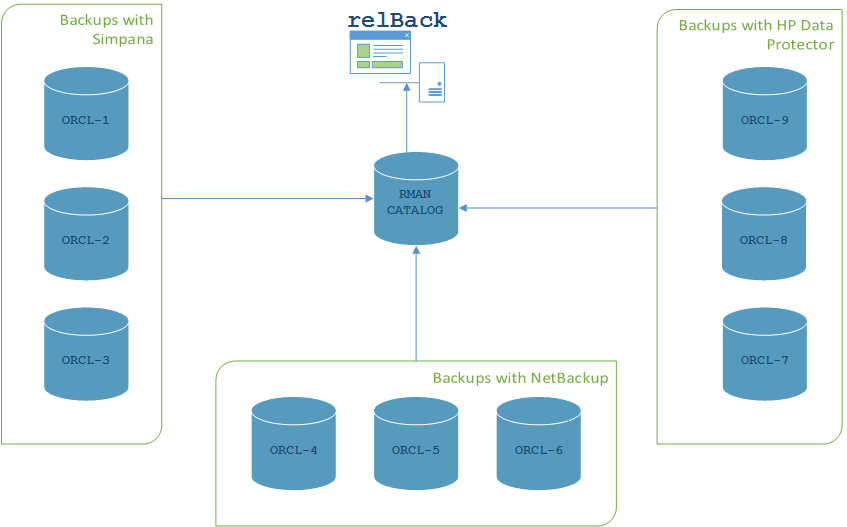 relBack
Backups with
Simpana
ORCL-1
ORCL-2
ORCL-3
RMAN
CATALOG
Backups with HP Data
Protector
ORCL-9
ORCL-8
ORCL-7
Backups with NetBackup
ORCL-4
ORCL-5
ORCL-6